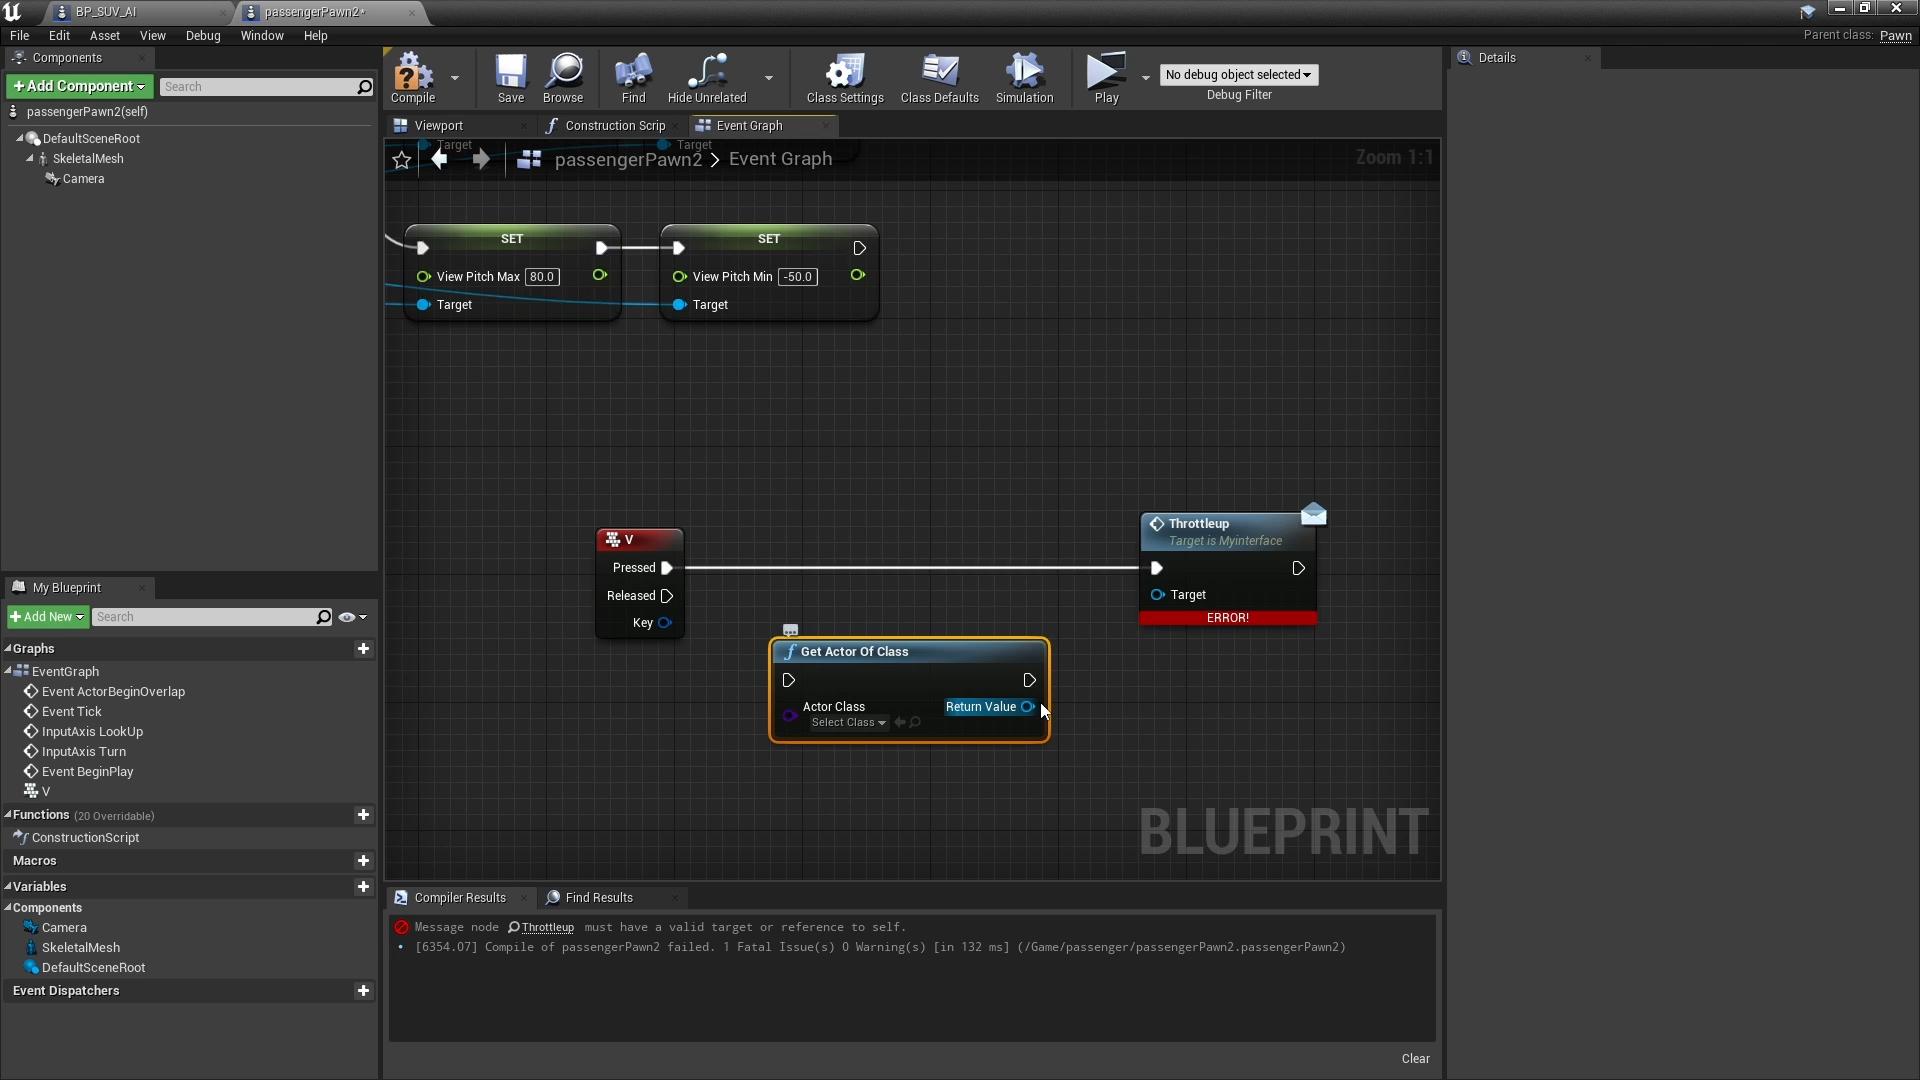 BP_SUV_AI
passengerPawn2*
File Edit Asset View Debug Window Help
Parent class: Pawn
Components
Details
+ Add Component
Search
Compile
Save
Browse
Find
Hide Unrelated
Class Settings
Class Defaults
Simulation
Play
No debug object selected
Debug Filter
passengerPawn2(self)
DefaultSceneRoot
SkeletalMesh
Camera
Viewport
Construction Scrip
Event Graph
Target
Target
passengerPawn2 > Event Graph
Zoom 1:1
SET
View Pitch Max 80.0
Target
SET
View Pitch Min -50.0
Target
V
Pressed
Released
Key
Throttleup
Target is Myinterface
Target
ERROR!
Get Actor Of Class
Actor Class
Select Class
Return Value
BLUEPRINT
My Blueprint
+ Add New
Search
Graphs
EventGraph
Event ActorBeginOverlap
Event Tick
InputAxis LookUp
InputAxis Turn
Event BeginPlay
V
Functions (20 Overridable)
ConstructionScript
Macros
Variables
Components
Camera
SkeletalMesh
DefaultSceneRoot
Event Dispatchers
Compiler Results
Find Results
Message node Throttleup must have a valid target or reference to self.
[6354.07] Compile of passengerPawn2 failed. 1 Fatal Issue(s) 0 Warning(s) [in 132 ms] (/Game/passenger/passengerPawn2.passengerPawn2)
Clear